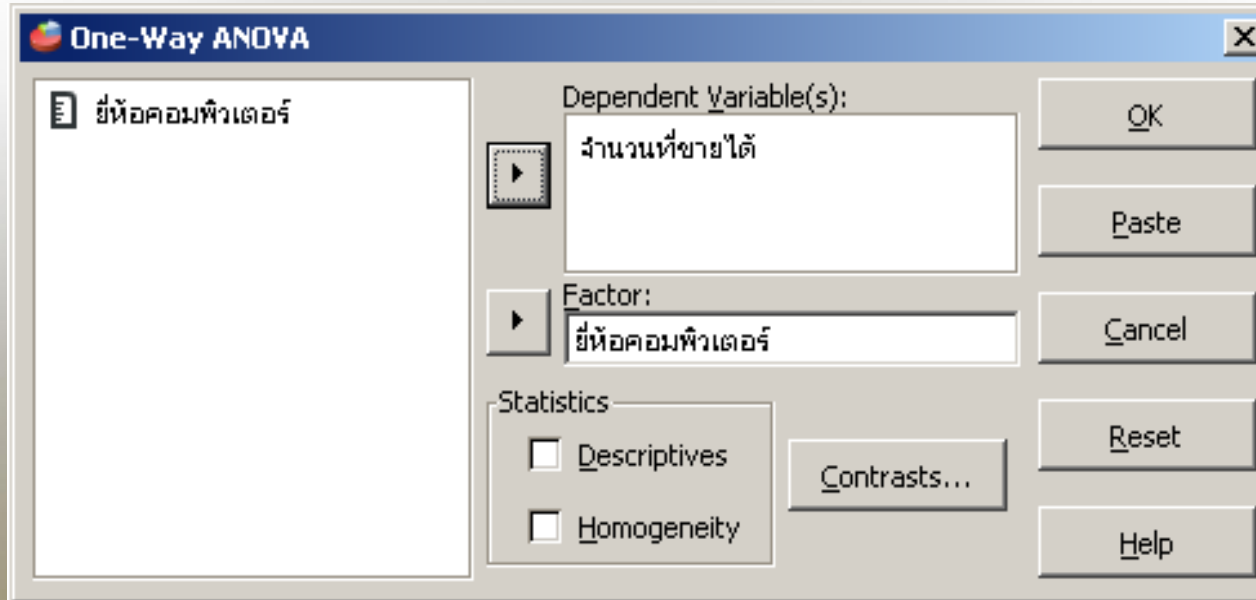 One-Way ANOVA
ยี่ห้อคอมพิวเตอร์
Dependent Variable(s):
จำนวนที่ขายได้
Factor:
ยี่ห้อคอมพิวเตอร์
Statistics
Descriptives
Homogeneity
Contrasts...
OK
Paste
Cancel
Reset
Help